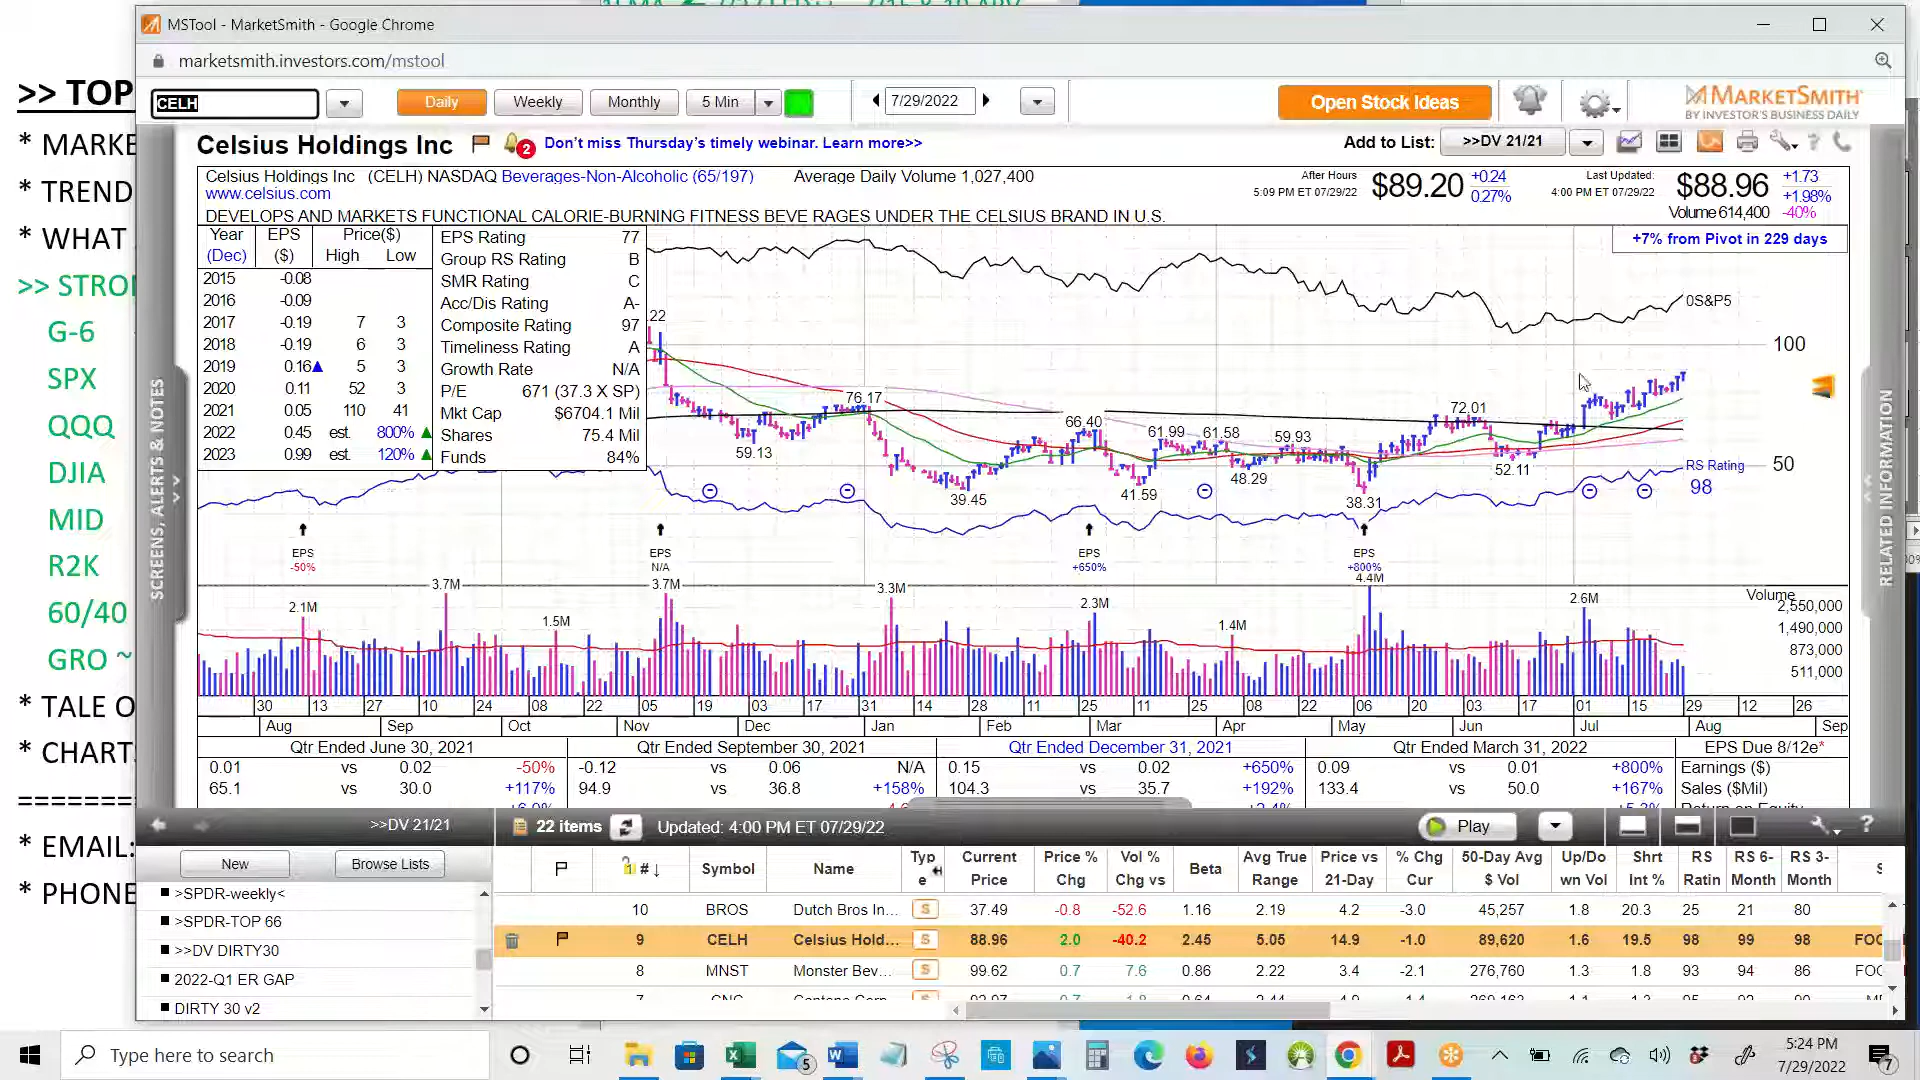 MSTool - MarketSmith - Google Chrome
marketsmith.investors.com/mstool
>> TOP
* MARKE
* TREND
* WHAT
>> STRO
G-6
SPX
QQQ
DJIA
MID
R2K
60/40
GRO ~
* TALE O
* CHART
* EMAIL:
* PHONE
CELH
Daily Weekly Monthly 5 Min 7/29/2022 Open Stock Ideas MARKETSMITH
BY INVESTOR'S BUSINESS DAILY
Celsius Holdings Inc 2 Don't miss Thursday's timely webinar. Learn more>> Add to List: >>DV 21/21
Celsius Holdings Inc (CELH) NASDAQ Beverages-Non-Alcoholic (65/197) Average Daily Volume 1,027,400
www.celsius.com
After Hours
5:09 PM ET 07/29/22 $89.20 +0.24
0.27%
Last Updated:
4:00 PM ET 07/29/22 $88.96 +1.73
+1.98%
Volume 614,400 -40%
DEVELOPS AND MARKETS FUNCTIONAL CALORIE-BURNING FITNESS BEVE RAGES UNDER THE CELSIUS BRAND IN U.S.
+7% from Pivot in 229 days
Year EPS Price($)
(Dec) ($) High Low
2015 -0.08
2016 -0.09
2017 -0.19 7 3
2018 -0.19 6 3
2019 0.16 5 3
2020 0.11 52 3
2021 0.05 110 41
2022 0.45 est. 800%
2023 0.99 est. 120%
EPS Rating 77
Group RS Rating B
SMR Rating C
Acc/Dis Rating A-
Composite Rating 97
Timeliness Rating A
Growth Rate N/A
P/E 671 (37.3 X SP)
Mkt Cap $6704.1 Mil
Shares 75.4 Mil
Funds 84%
.22
0S&P5
100
76.17
72.01
66.40
61.99 61.58 59.93
59.13
52.11
50
48.29
39.45
41.59
38.31
RS Rating
98
EPS
-50%
EPS
N/A
EPS
+650%
EPS
+800%
2.1M 3.7M 1.5M 3.7M 3.3M 2.3M 1.4M 4.4M 2.6M
Volume
2,550,000
1,490,000
873,000
511,000
30 13 27 10 24 08 22 05 19 03 17 31 14 28 11 25 11 25 08 22 06 20 03 17 01 15 29 12 26
Aug Sep Oct Nov Dec Jan Feb Mar Apr May Jun Jul Aug Sep
Qtr Ended June 30, 2021 Qtr Ended September 30, 2021 Qtr Ended December 31, 2021 Qtr Ended March 31, 2022 EPS Due 8/12e*
0.01 vs 0.02 -50% -0.12 vs 0.06 N/A 0.15 vs 0.02 +650% 0.09 vs 0.01 +800% Earnings ($)
65.1 vs 30.0 +117% 94.9 vs 36.8 +158% 104.3 vs 35.7 +192% 133.4 vs 50.0 +167% Sales ($Mil)
SCREENS, ALERTS & NOTES
RELATED INFORMATION
>>DV 21/21 22 items Updated: 4:00 PM ET 07/29/22 Play
New Browse Lists
>SPDR-weekly<
>SPDR-TOP 66
>>DV DIRTY30
2022-Q1 ER GAP
DIRTY 30 v2
# Symbol Name Type Current Price Price % Chg Vol % Chg vs Beta Avg True Range Price vs 21-Day % Chg Cur 50-Day Avg $ Vol Up/Down Vol Shrt Int % RS Ratin RS 6-Month RS 3-Month S
10 BROS Dutch Bros In... S 37.49 -0.8 -52.6 1.16 2.19 4.2 -3.0 45,257 1.8 20.3 25 21 80
9 CELH Celsius Hold... S 88.96 2.0 -40.2 2.45 5.05 14.9 -1.0 89,620 1.6 19.5 98 99 98 FOO
8 MNST Monster Bev... S 99.62 0.7 7.6 0.86 2.22 3.4 -2.1 276,760 1.3 1.8 93 94 86 FOO
Type here to search
5
5:24 PM
7/29/2022
7